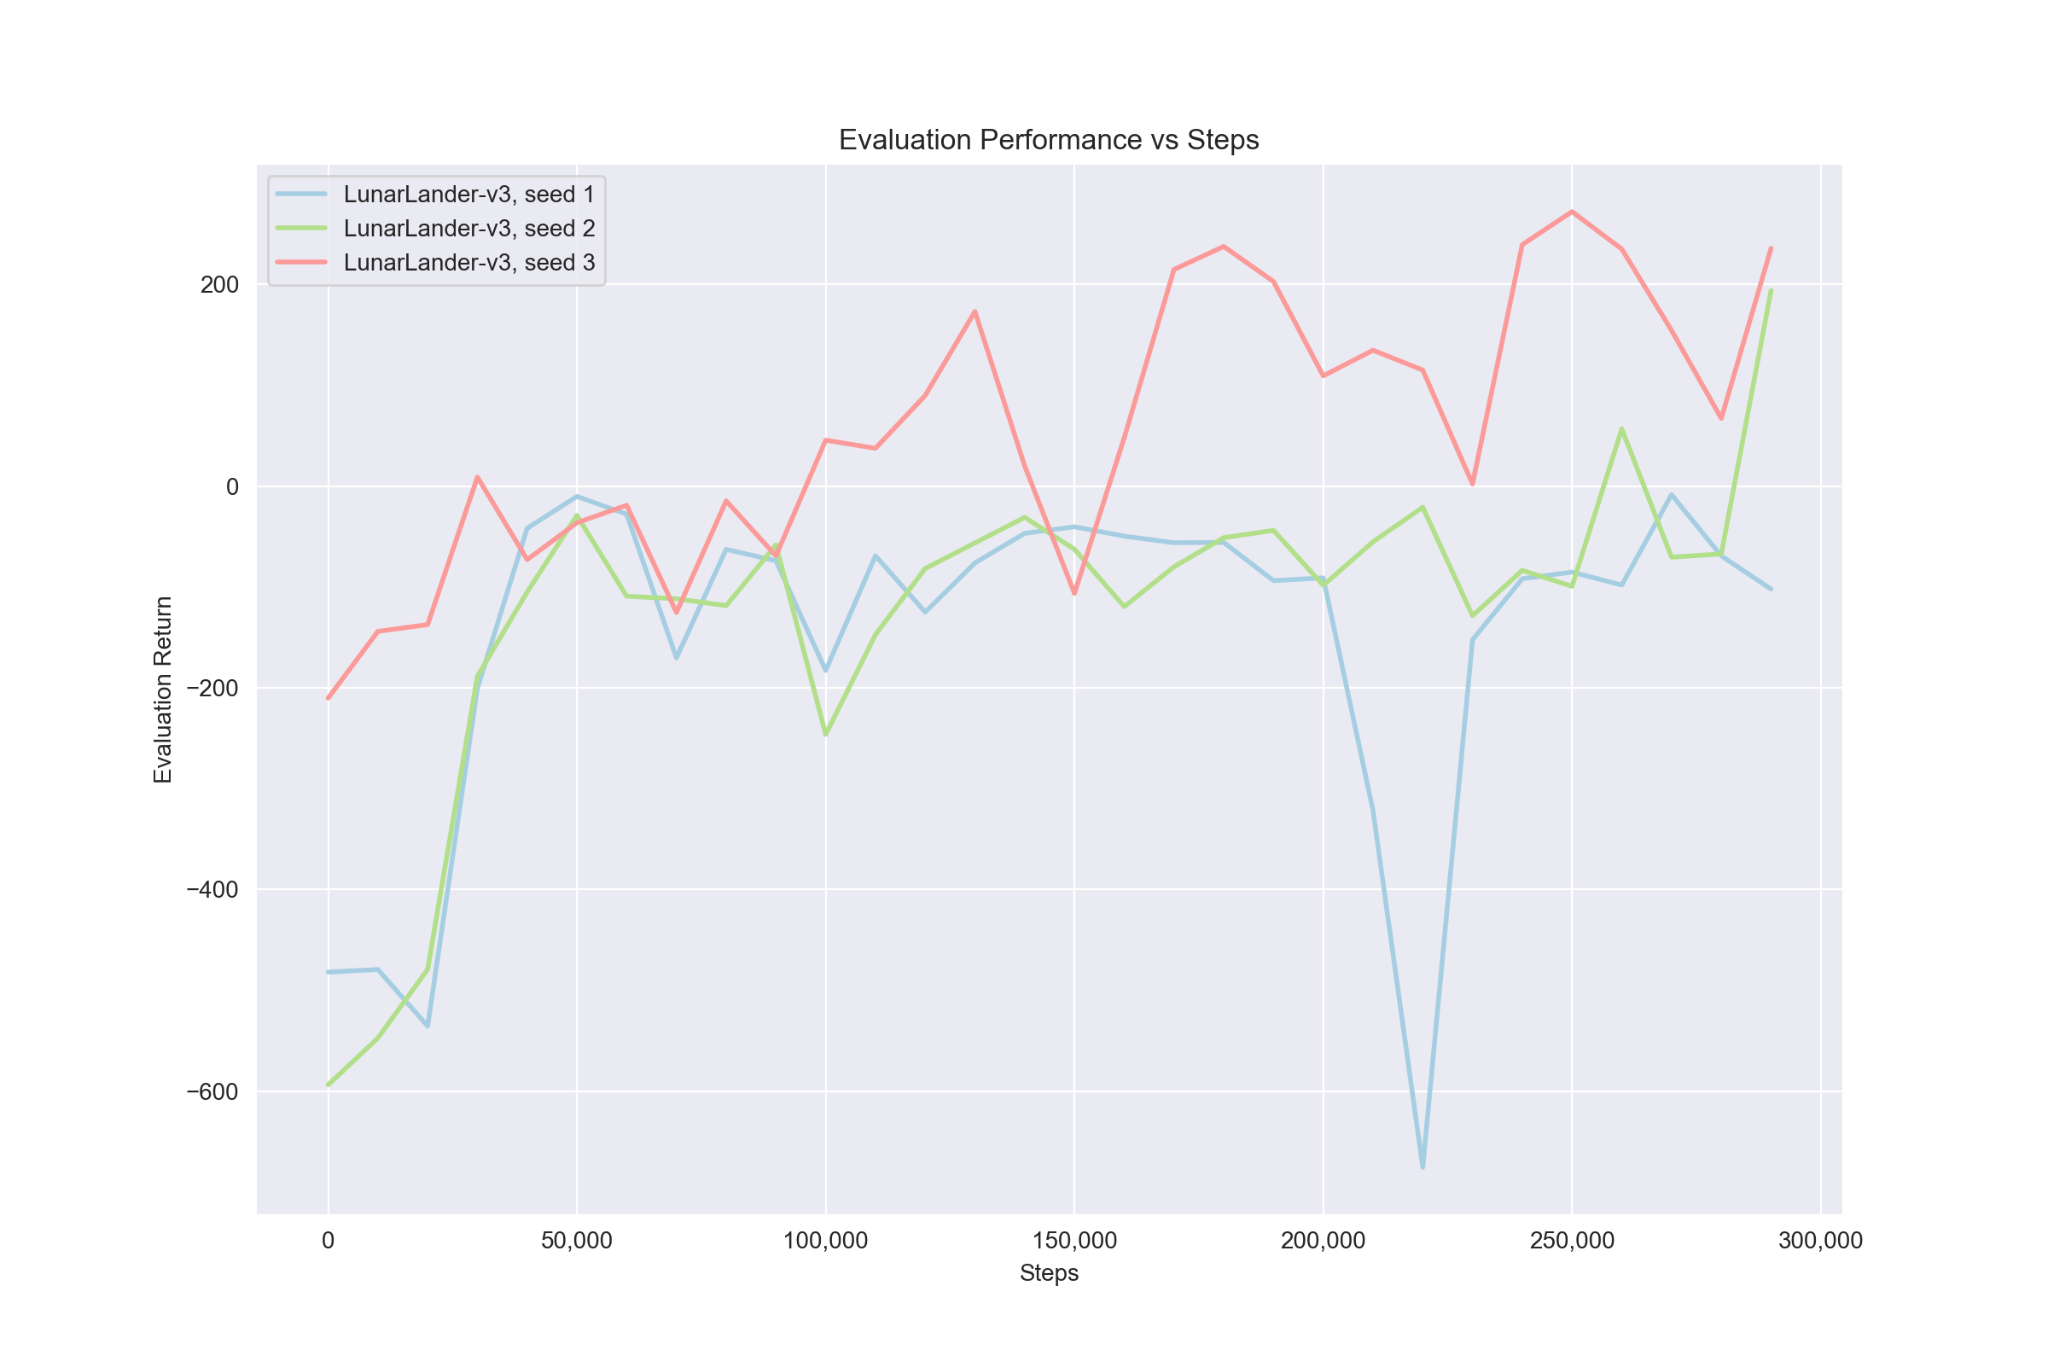 Evaluation Performance vs Steps
LunarLander-v3, seed 1
LunarLander-v3, seed 2
LunarLander-v3, seed 3
200
0
−200
−400
−600
Evaluation Return
0
50,000
100,000
150,000
200,000
250,000
300,000
Steps